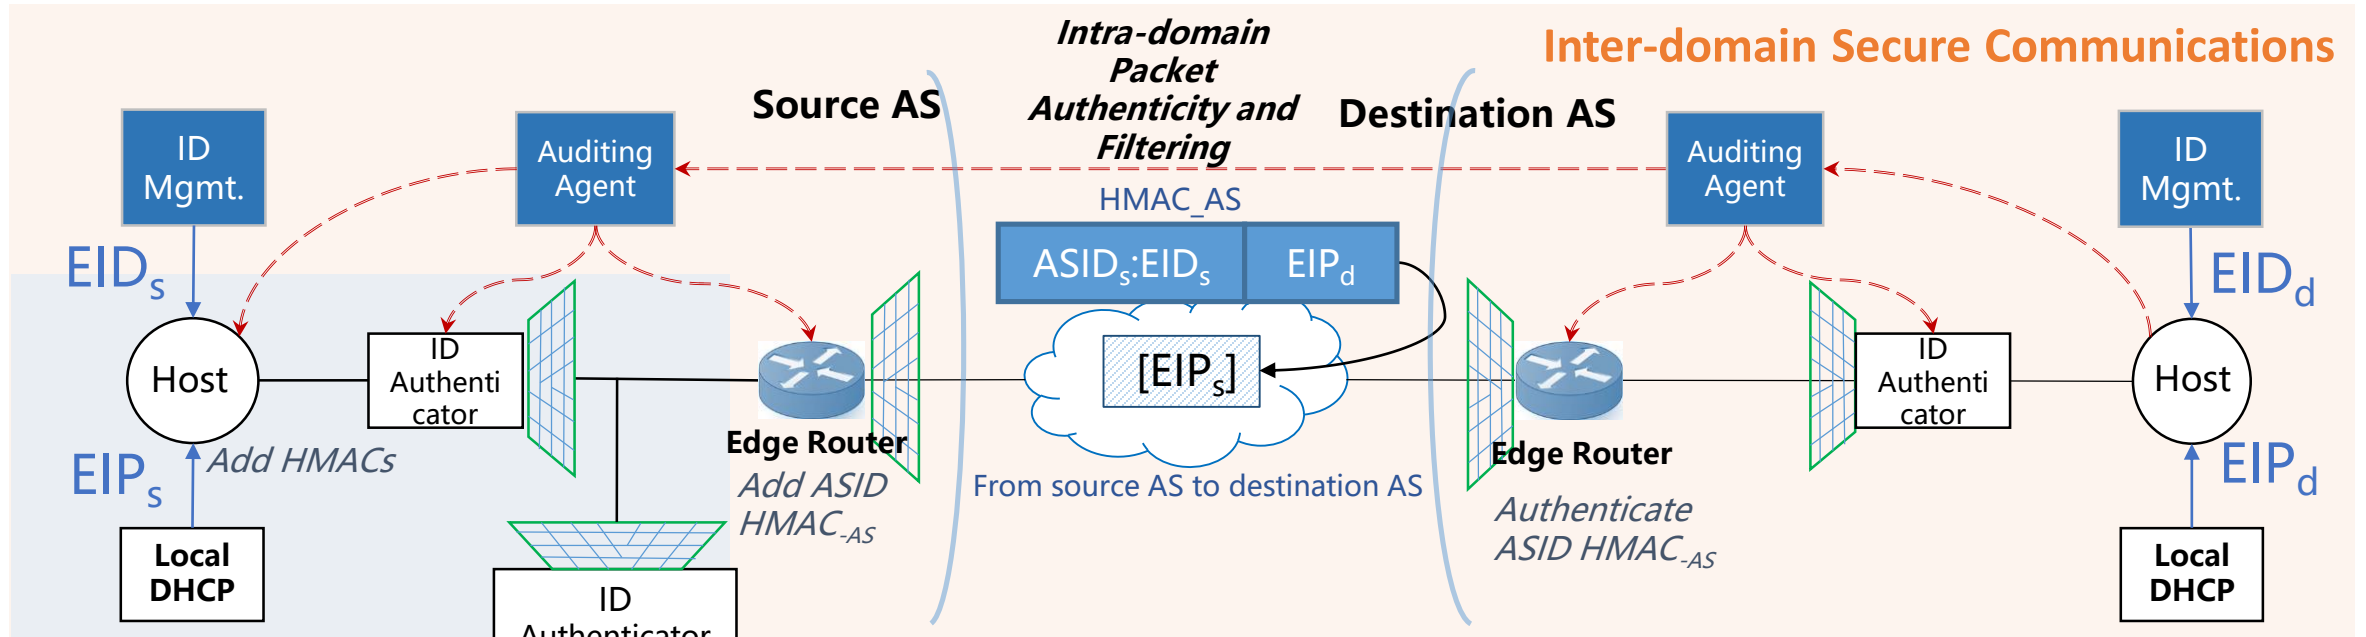 Inter-domain Secure Communications
Intra-domain
Packet
Authenticity and
Filtering
Source AS
Destination AS
ID
Mgmt.
Auditing
Agent
Auditing
Agent
ID
Mgmt.
HMAC_AS
ASIDs:EIDs
EIPd
EIDs
EIDd
Host
ID
Authenti
cator
[EIPs]
ID
Authenti
cator
Host
Add HMACs
Edge Router
Add ASID
HMAC-AS
From source AS to destination AS
Edge Router
Authenticate
ASID HMAC-AS
EIPs
EIPd
Local
DHCP
ID
Authenticator
Local
DHCP